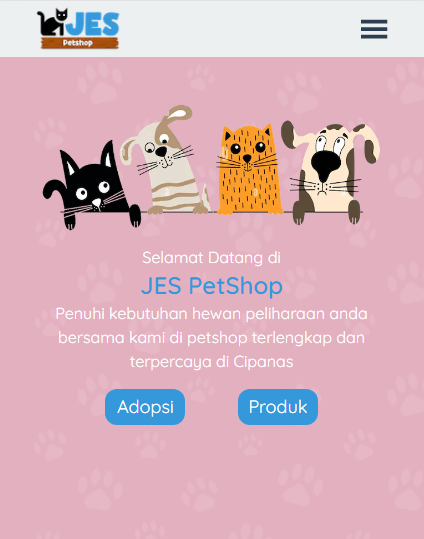 JES
Petshop
Selamat Datang di
JES PetShop
Penuhi kebutuhan hewan peliharaan anda
bersama kami di petshop terlengkap dan
terpercaya di Cipanas
Adopsi
Produk